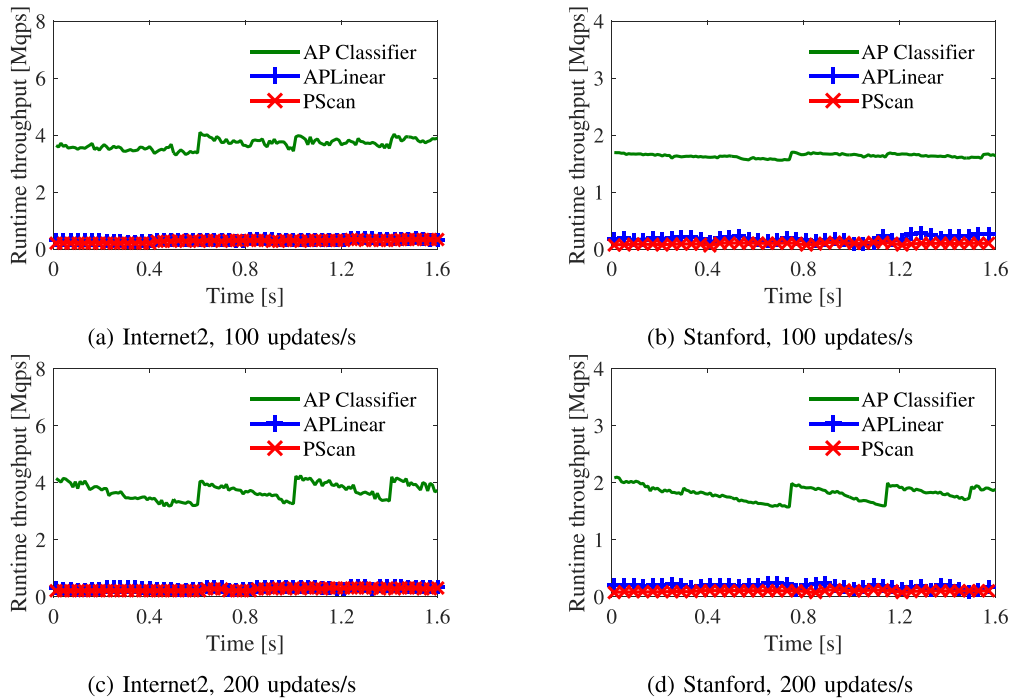 Runtime throughput [Mqps]
8
6
4
2
0
AP Classifier
APLinear
PScan
0 0.4 0.8 1.2 1.6
Time [s]
(a) Internet2, 100 updates/s
Runtime throughput [Mqps]
4
3
2
1
0
AP Classifier
APLinear
PScan
0 0.4 0.8 1.2 1.6
Time [s]
(b) Stanford, 100 updates/s
Runtime throughput [Mqps]
8
6
4
2
0
AP Classifier
APLinear
PScan
0 0.4 0.8 1.2 1.6
Time [s]
(c) Internet2, 200 updates/s
Runtime throughput [Mqps]
4
3
2
1
0
AP Classifier
APLinear
PScan
0 0.4 0.8 1.2 1.6
Time [s]
(d) Stanford, 200 updates/s